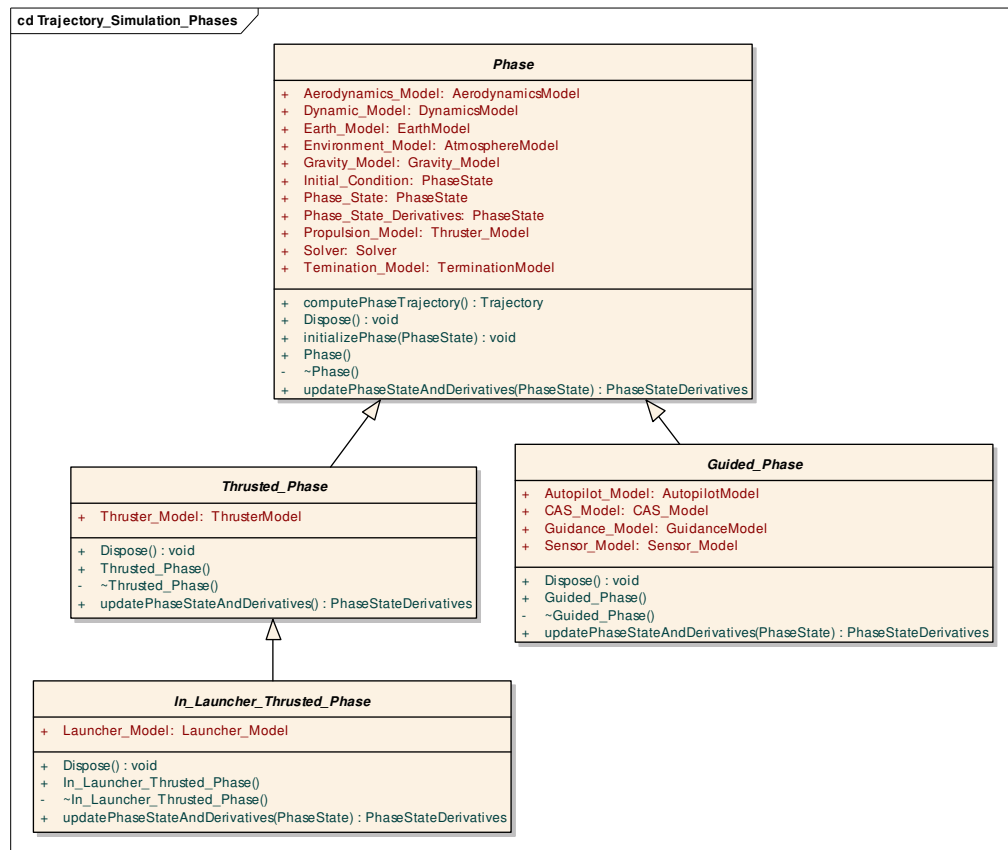 cd Trajectory_Simulation_Phases
Phase
+ Aerodynamics_Model: AerodynamicsModel
+ Dynamic_Model: DynamicsModel
+ Earth_Model: EarthModel
+ Environment_Model: AtmosphereModel
+ Gravity_Model: Gravity_Model
+ Initial_Condition: PhaseState
+ Phase_State: PhaseState
+ Phase_State_Derivatives: PhaseState
+ Propulsion_Model: Thruster_Model
+ Solver: Solver
+ Temination_Model: TerminationModel
+ computePhaseTrajectory() : Trajectory
+ Dispose() : void
+ initializePhase(PhaseState) : void
+ Phase()
- ~Phase()
+ updatePhaseStateAndDerivatives(PhaseState) : PhaseStateDerivatives
Thrusted_Phase
+ Thruster_Model: ThrusterModel
+ Dispose() : void
+ Thrusted_Phase()
- ~Thrusted_Phase()
+ updatePhaseStateAndDerivatives() : PhaseStateDerivatives
Guided_Phase
+ Autopilot_Model: AutopilotModel
+ CAS_Model: CAS_Model
+ Guidance_Model: GuidanceModel
+ Sensor_Model: Sensor_Model
+ Dispose() : void
+ Guided_Phase()
- ~Guided_Phase()
+ updatePhaseStateAndDerivatives(PhaseState) : PhaseStateDerivatives
In_Launcher_Thrusted_Phase
+ Launcher_Model: Launcher_Model
+ Dispose() : void
+ In_Launcher_Thrusted_Phase()
- ~In_Launcher_Thrusted_Phase()
+ updatePhaseStateAndDerivatives(PhaseState) : PhaseStateDerivatives